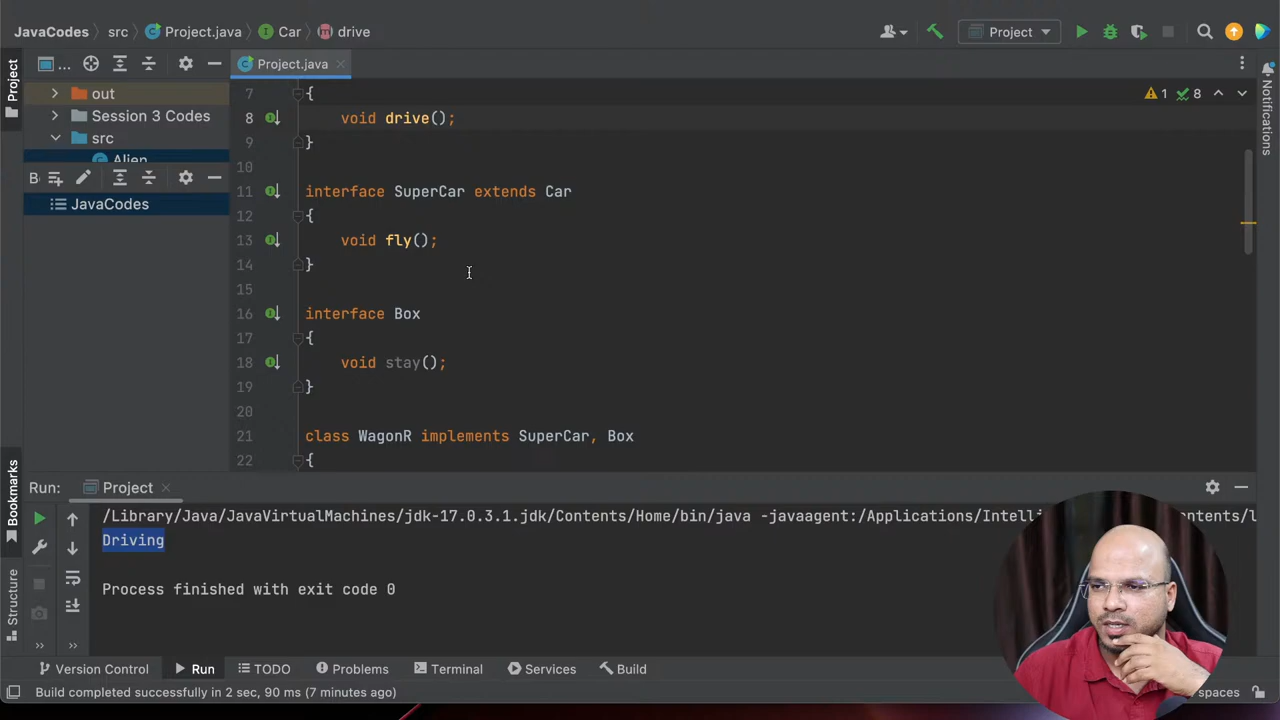 JavaCodes src Project.java Car drive Project
Project ... Project.java
7 {
8 void drive();
9 }
10
11 interface SuperCar extends Car
12 {
13 void fly();
14 }
15
16 interface Box
17 {
18 void stay();
19 }
20
21 class WagonR implements SuperCar, Box
22 {
1 8
out
Session 3 Codes
src
Alien
B
JavaCodes
Notifications
Bookmarks
Structure
Run: Project
/Library/Java/JavaVirtualMachines/jdk-17.0.3.1.jdk/Contents/Home/bin/java -javaagent:/Applications/Intell
Driving
Process finished with exit code 0
Version Control Run TODO Problems Terminal Services Build
Build completed successfully in 2 sec, 90 ms (7 minutes ago) spaces